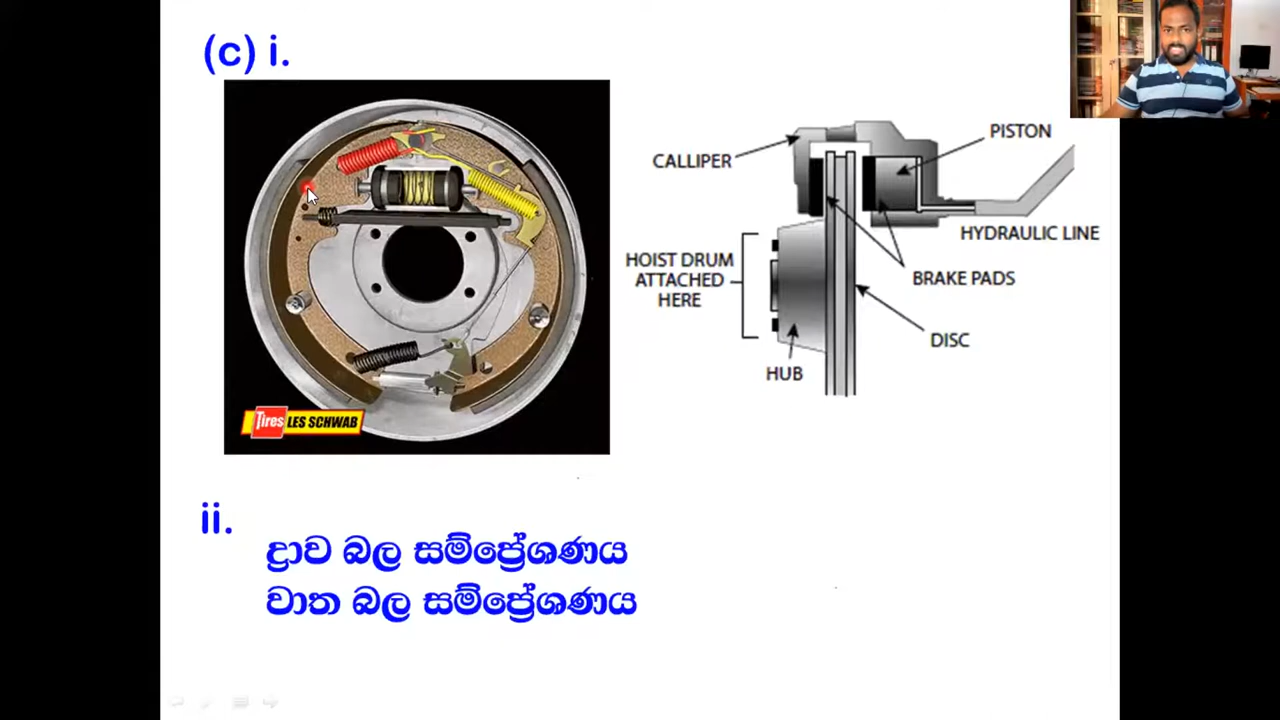 (c) i.
Tires LES SCHWAB
CALLIPER
PISTON
HYDRAULIC LINE
HOIST DRUM
ATTACHED
HERE
BRAKE PADS
DISC
HUB
ii.
ද්‍රාව බල සම්ප්‍රේශණය
වාත බල සම්ප්‍රේශණය